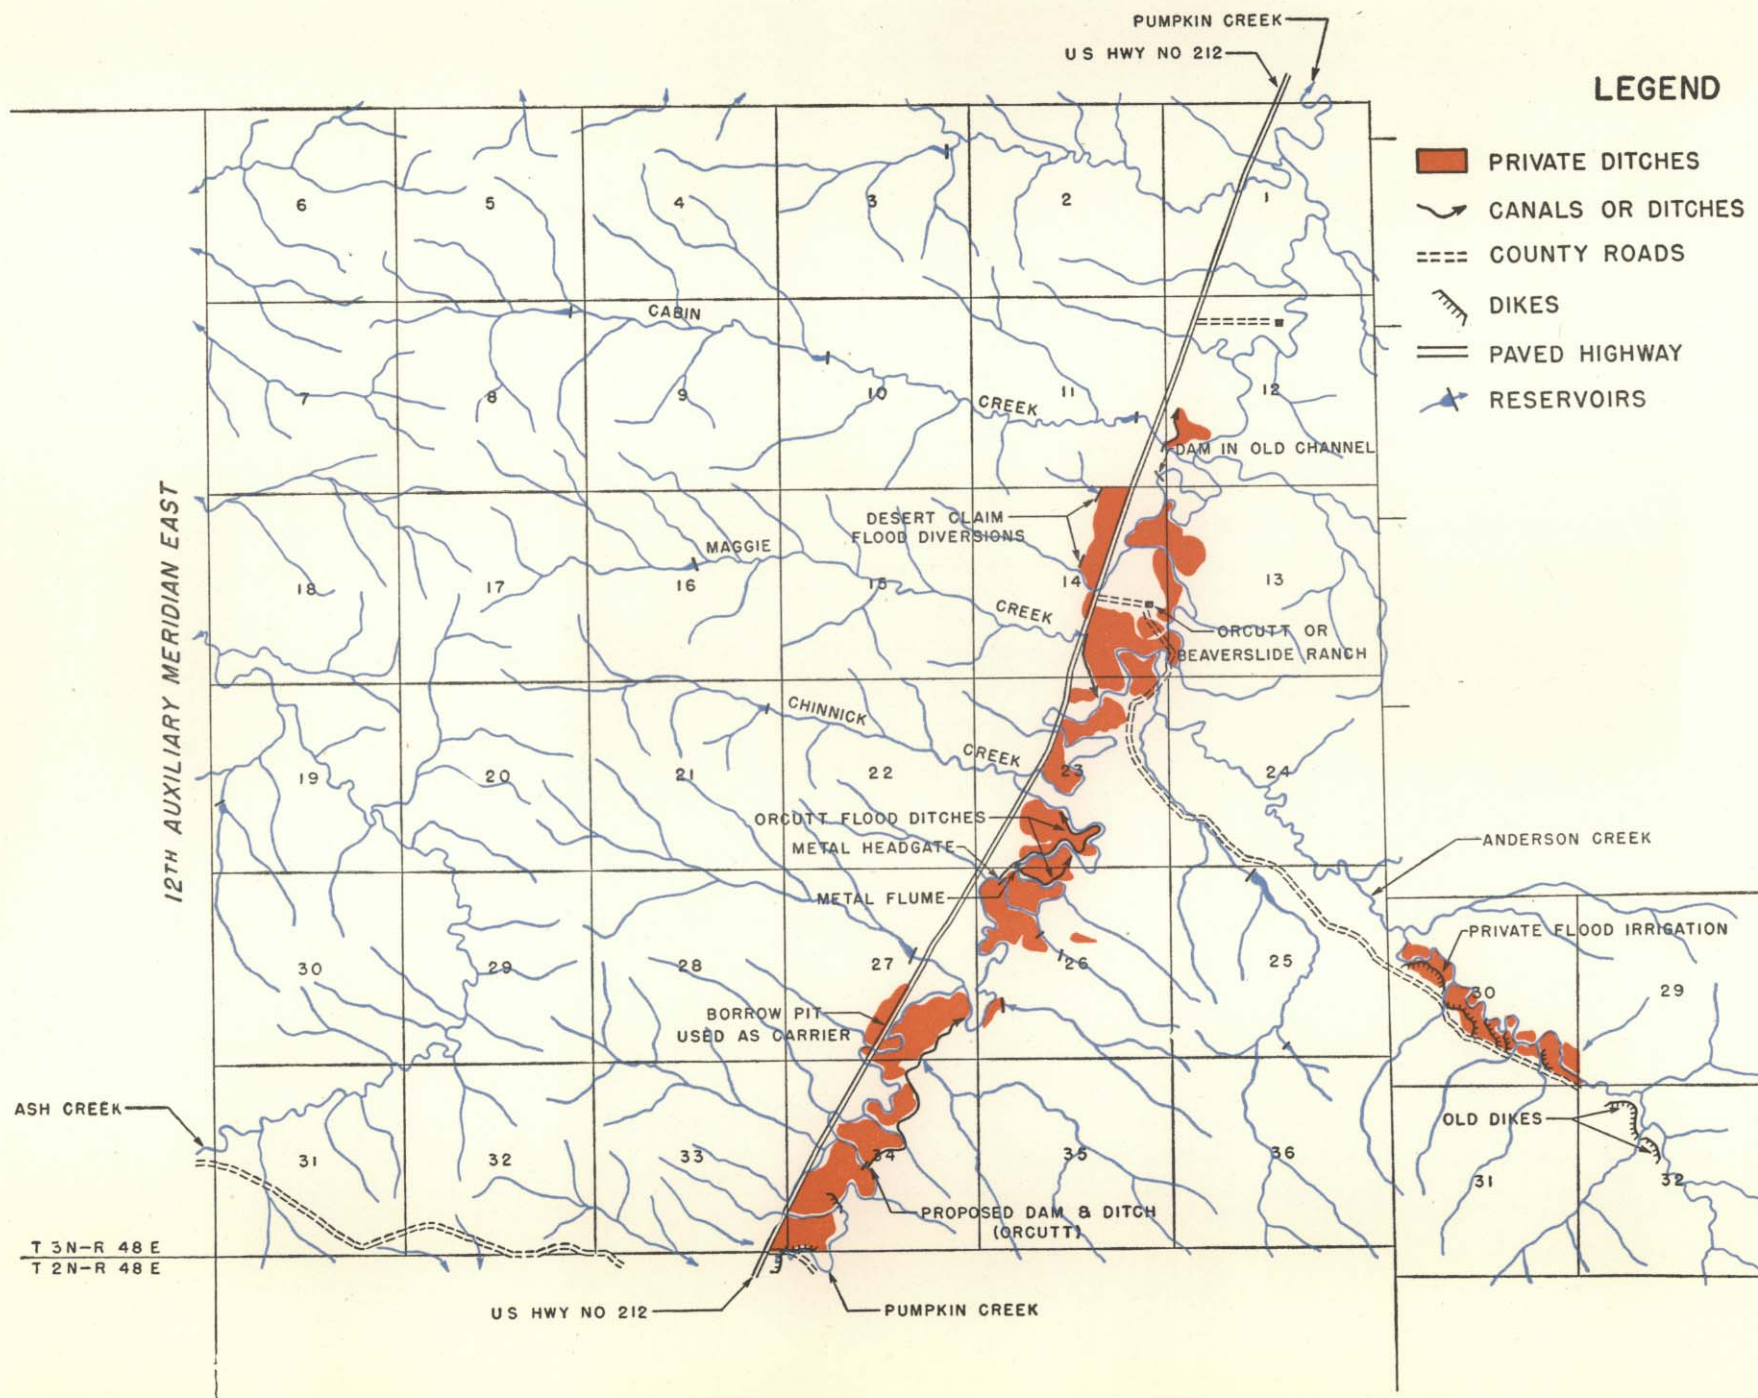 PUMPKIN CREEK
US HWY NO 212
LEGEND
PRIVATE DITCHES
CANALS OR DITCHES
COUNTY ROADS
DIKES
PAVED HIGHWAY
RESERVOIRS
6 5 4 3 2 1
CABIN
7 8 9 10 11 12
CREEK
DAM IN OLD CHANNEL
12TH AUXILIARY MERIDIAN EAST
DESERT CLAIM
FLOOD DIVERSIONS
MAGGIE
18 17 16 15 14 13
CREEK
ORCUTT OR
BEAVERSLIDE RANCH
CHINNICK
CREEK
19 20 21 22 23 24
ORCUTT FLOOD DITCHES
METAL HEADGATE
ANDERSON CREEK
METAL FLUME
PRIVATE FLOOD IRRIGATION
30 29 28 27 26 25
30 29
BORROW PIT
USED AS CARRIER
ASH CREEK
OLD DIKES
31 32 33 34 35 36
31 32
PROPOSED DAM & DITCH
(ORCUTT)
T 3N-R 48 E
T 2N-R 48 E
US HWY NO 212
PUMPKIN CREEK